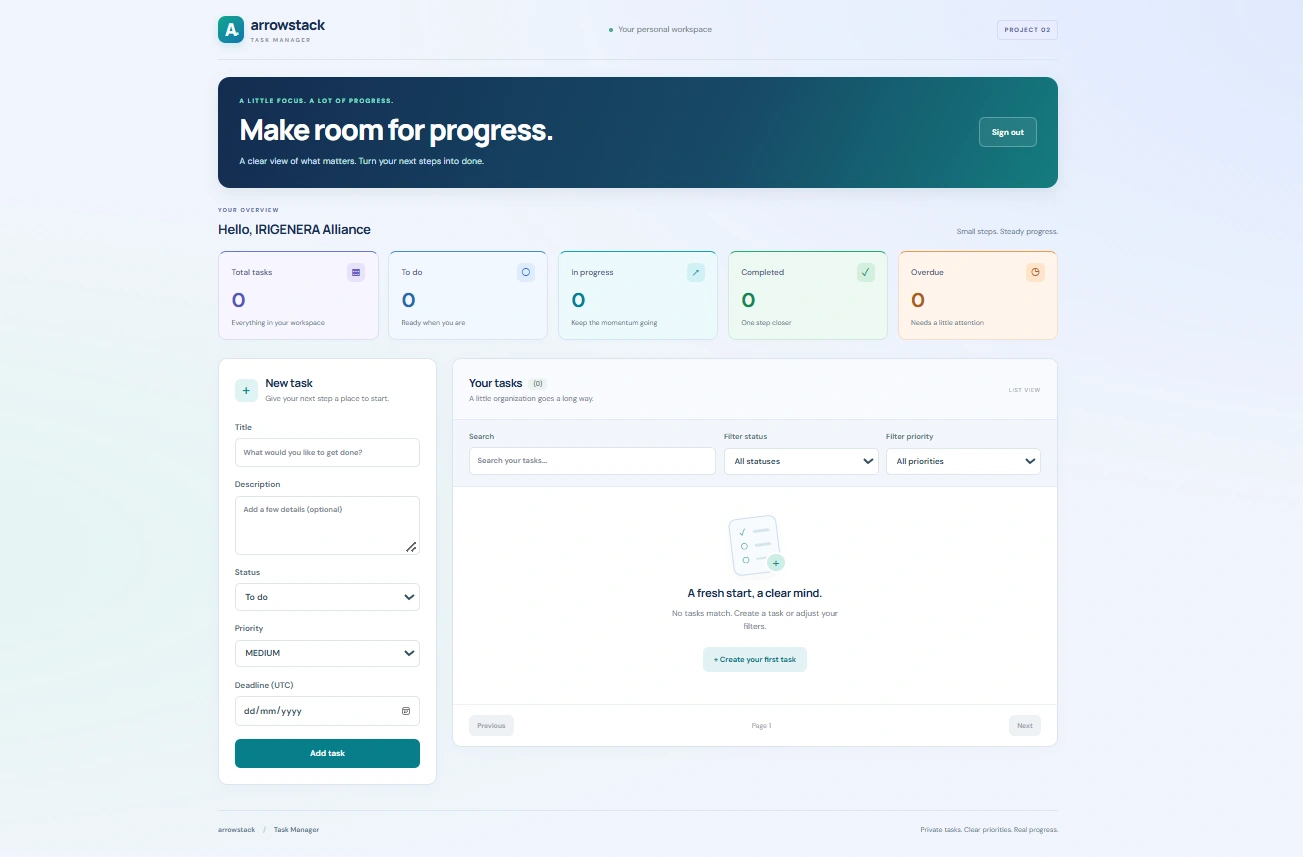 A
arrowstack
TASK MANAGER
Your personal workspace
PROJECT 02
A LITTLE FOCUS. A LOT OF PROGRESS.
Make room for progress.
A clear view of what matters. Turn your next steps into done.
Sign out
YOUR OVERVIEW
Hello, IRIGENERA Alliance
Small steps. Steady progress.
Total tasks
0
Everything in your workspace
To do
0
Ready when you are
In progress
0
Keep the momentum going
Completed
0
One step closer
Overdue
0
Needs a little attention
+
New task
Give your next step a place to start.
Title
What would you like to get done?
Description
Add a few details (optional)
Status
To do
Priority
MEDIUM
Deadline (UTC)
dd/mm/yyyy
Add task
Your tasks (0)
A little organization goes a long way.
LIST VIEW
Search
Search your tasks...
Filter status
All statuses
Filter priority
All priorities
A fresh start, a clear mind.
No tasks match. Create a task or adjust your
filters.
+ Create your first task
Previous
Page 1
Next
arrowstack / Task Manager
Private tasks. Clear priorities. Real progress.